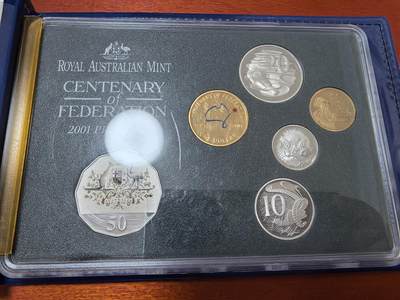 ROYAL AUSTRALIAN MINT
CENTENARY
of
FEDERATION
2001
50
10